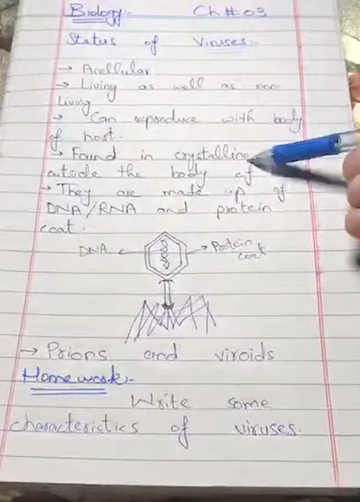 Biology:- Ch # 03
Status of Viruses:-
→ Acellular
→ Living as well as non
Living
→ Can reproduce with body
of host.
→ Found in crystalline
outside the body of
→ They are made up of
DNA/RNA and protein
coat.
DNA
Protein
coat
→ Prions and viroids
Homework:-
Write some
characteristics of viruses.